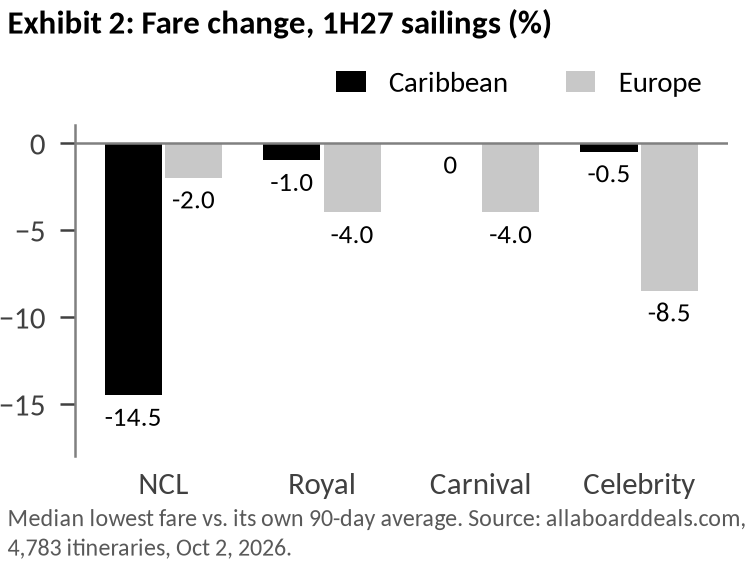 Exhibit 2: Fare change, 1H27 sailings (%)
Caribbean Europe
0
-2.0
-1.0
-4.0
0
-4.0
-0.5
-8.5
−5
−10
−15
-14.5
NCL Royal Carnival Celebrity
Median lowest fare vs. its own 90-day average. Source: allaboarddeals.com,
4,783 itineraries, Oct 2, 2026.